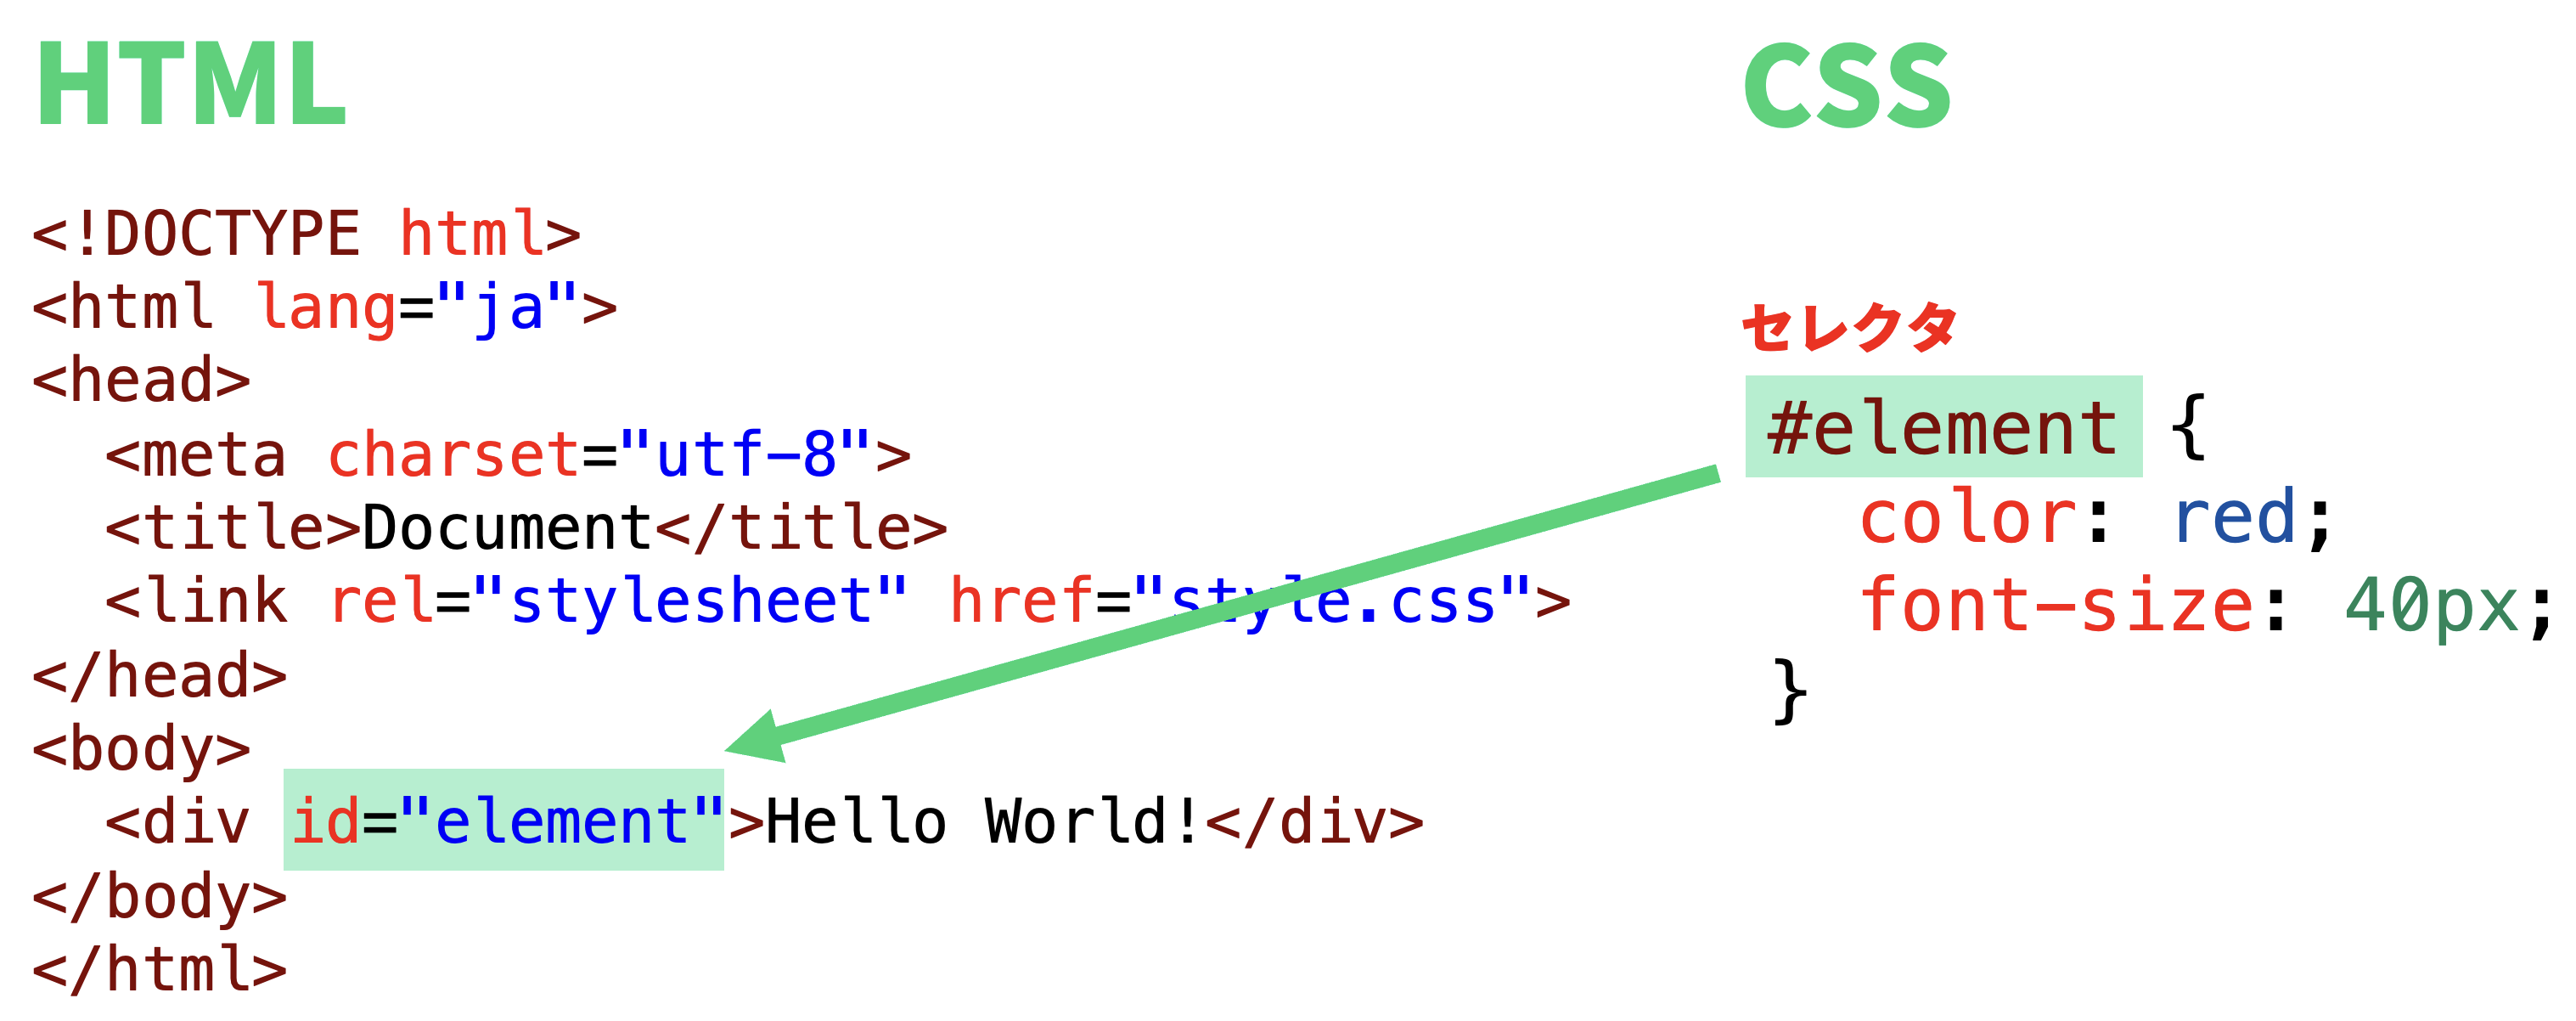 HTML
<!DOCTYPE html>
<html lang="ja">
<head>
  <meta charset="utf-8">
  <title>Document</title>
  <link rel="stylesheet" href="style.css">
</head>
<body>
  <div id="element">Hello World!</div>
</body>
</html>
CSS
セレクタ
#element {
  color: red;
  font-size: 40px;
}